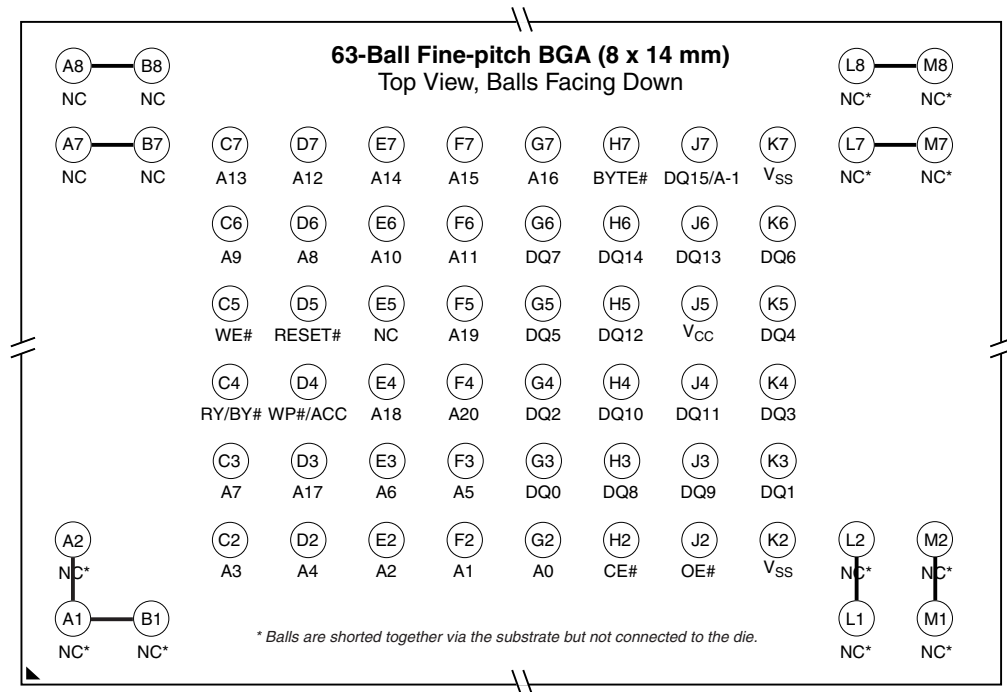 63-Ball Fine-pitch BGA (8 x 14 mm)
Top View, Balls Facing Down
A8 B8 L8 M8
NC NC NC* NC*
A7 B7 C7 D7 E7 F7 G7 H7 J7 K7 L7 M7
NC NC A13 A12 A14 A15 A16 BYTE# DQ15/A-1 VSS NC* NC*
C6 D6 E6 F6 G6 H6 J6 K6
A9 A8 A10 A11 DQ7 DQ14 DQ13 DQ6
C5 D5 E5 F5 G5 H5 J5 K5
WE# RESET# NC A19 DQ5 DQ12 VCC DQ4
C4 D4 E4 F4 G4 H4 J4 K4
RY/BY# WP#/ACC A18 A20 DQ2 DQ10 DQ11 DQ3
C3 D3 E3 F3 G3 H3 J3 K3
A7 A17 A6 A5 DQ0 DQ8 DQ9 DQ1
A2 C2 D2 E2 F2 G2 H2 J2 K2 L2 M2
NC* A3 A4 A2 A1 A0 CE# OE# VSS NC* NC*
A1 B1 L1 M1
* Balls are shorted together via the substrate but not connected to the die.
NC* NC* NC* NC*